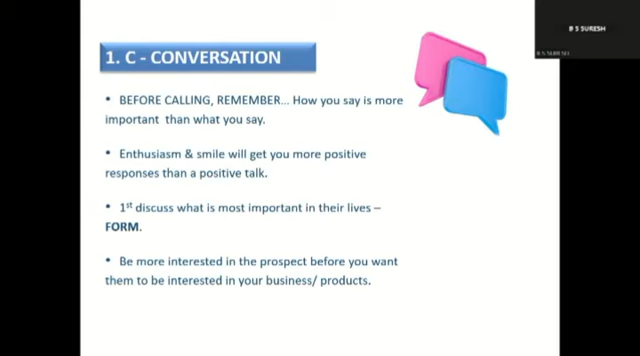 B S SURESH
B S SURESH
1. C - CONVERSATION
• BEFORE CALLING, REMEMBER... How you say is more
important than what you say.
• Enthusiasm & smile will get you more positive
responses than a positive talk.
• 1st discuss what is most important in their lives –
FORM.
• Be more interested in the prospect before you want
them to be interested in your business/ products.